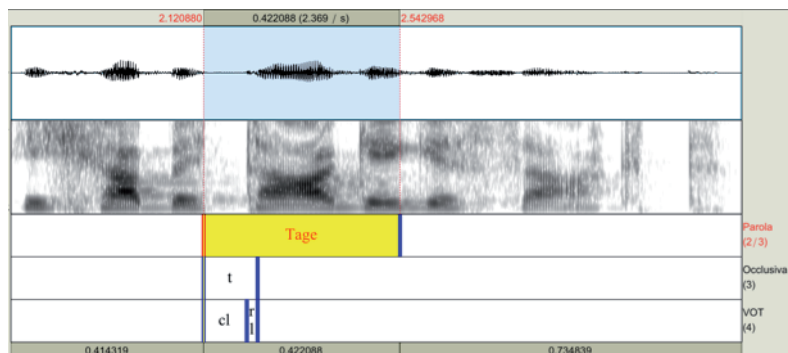 2.120880 0.422088 (2.369 / s) 2.542968
Tage
Parola
(2/3)
t
Occlusiva
(3)
cl
rl
VOT
(4)
0.414319 0.422088 0.734839